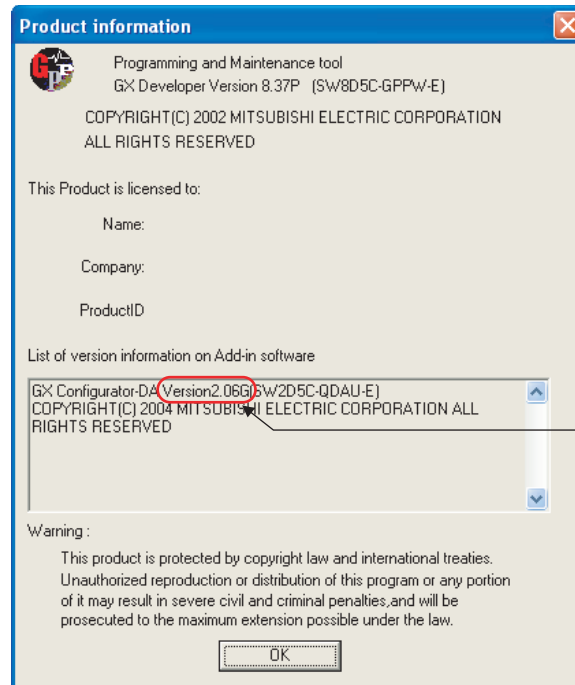 Product information
GPP
Programming and Maintenance tool
GX Developer Version 8.37P (SW8D5C-GPPW-E)
COPYRIGHT(C) 2002 MITSUBISHI ELECTRIC CORPORATION
ALL RIGHTS RESERVED
This Product is licensed to:
Name:
Company:
ProductID
List of version information on Add-in software
GX Configurator-DA Version2.06G(SW2D5C-QDAU-E)
COPYRIGHT(C) 2004 MITSUBISHI ELECTRIC CORPORATION ALL
RIGHTS RESERVED
Warning :
This product is protected by copyright law and international treaties.
Unauthorized reproduction or distribution of this program or any portion
of it may result in severe civil and criminal penalties,and will be
prosecuted to the maximum extension possible under the law.
OK